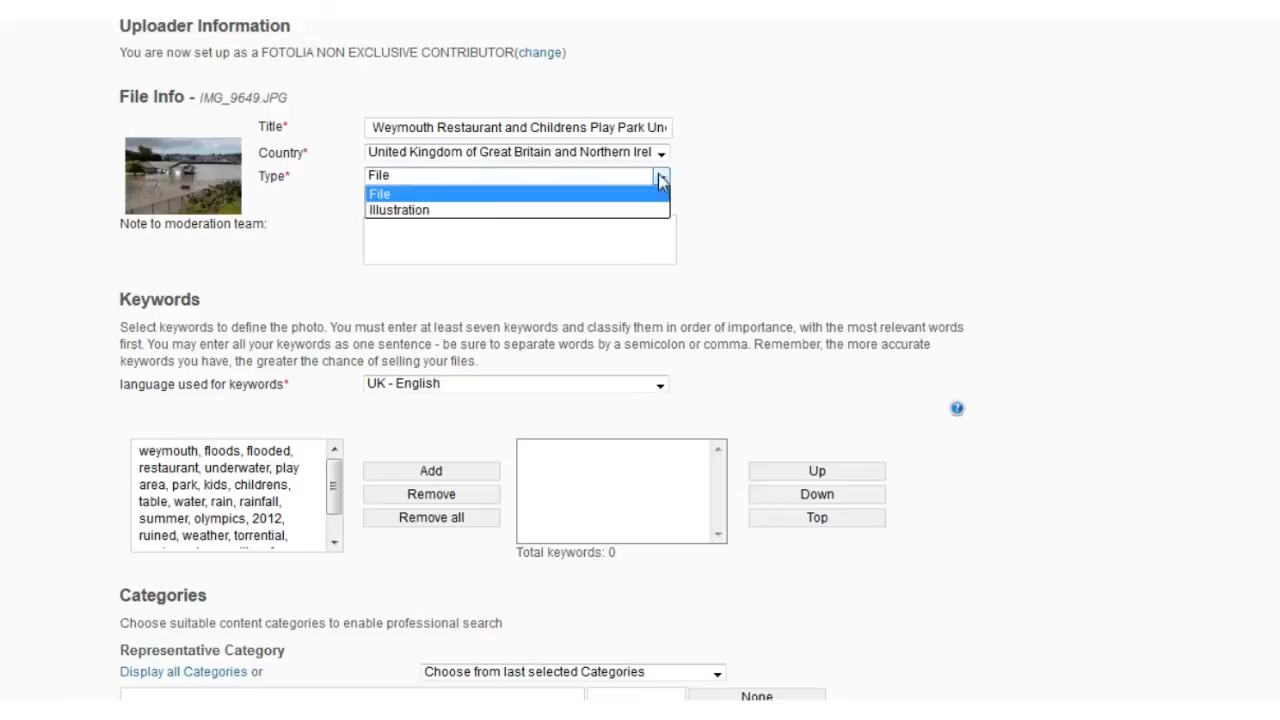 Uploader Information
You are now set up as a FOTOLIA NON EXCLUSIVE CONTRIBUTOR(change)
File Info - IMG_9649.JPG
Title* Weymouth Restaurant and Childrens Play Park
Country* United Kingdom of Great Britain and Northern Irel
Type* File
File
Illustration
Note to moderation team:
Keywords
Select keywords to define the photo. You must enter at least seven keywords and classify them in order of importance, with the most relevant words
first. You may enter all your keywords as one sentence - be sure to separate words by a semicolon or comma. Remember, the more accurate
keywords you have, the greater the chance of selling your files.
language used for keywords* UK - English
?
weymouth, floods, flooded,
restaurant, underwater, play
area, park, kids, childrens,
table, water, rain, rainfall,
summer, olympics, 2012,
ruined, weather, torrential,
Add
Remove
Remove all
Up
Down
Top
Total keywords: 0
Categories
Choose suitable content categories to enable professional search
Representative Category
Display all Categories or Choose from last selected Categories
None